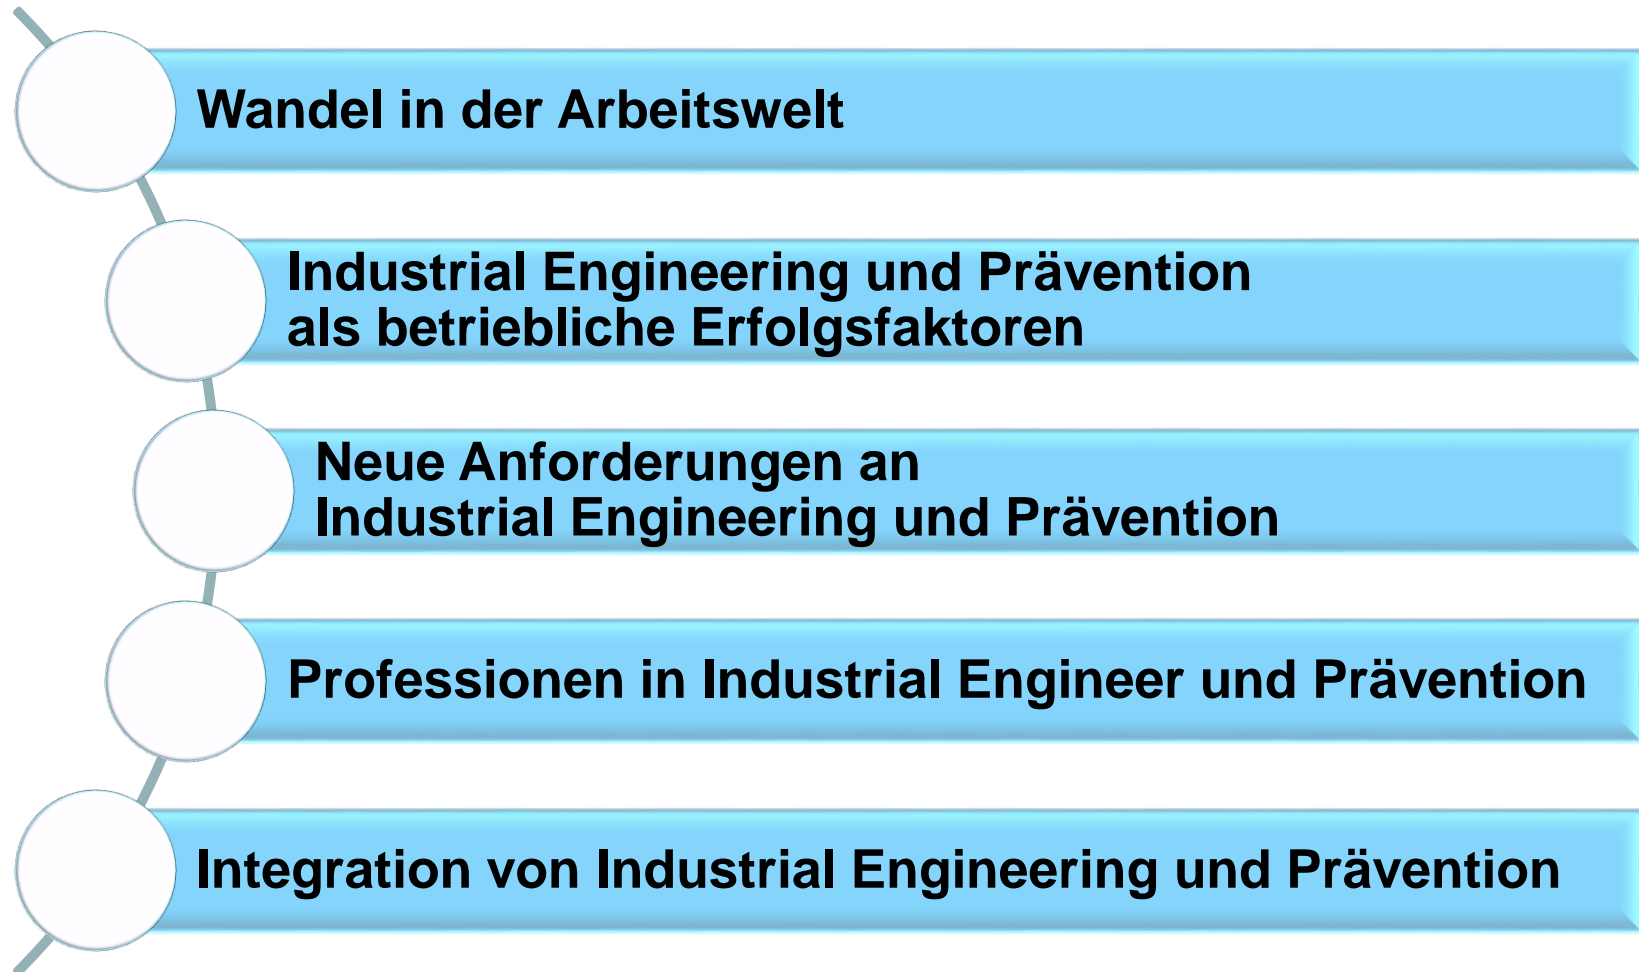 Wandel in der Arbeitswelt
Industrial Engineering und Prävention
als betriebliche Erfolgsfaktoren
Neue Anforderungen an
Industrial Engineering und Prävention
Professionen in Industrial Engineer und Prävention
Integration von Industrial Engineering und Prävention